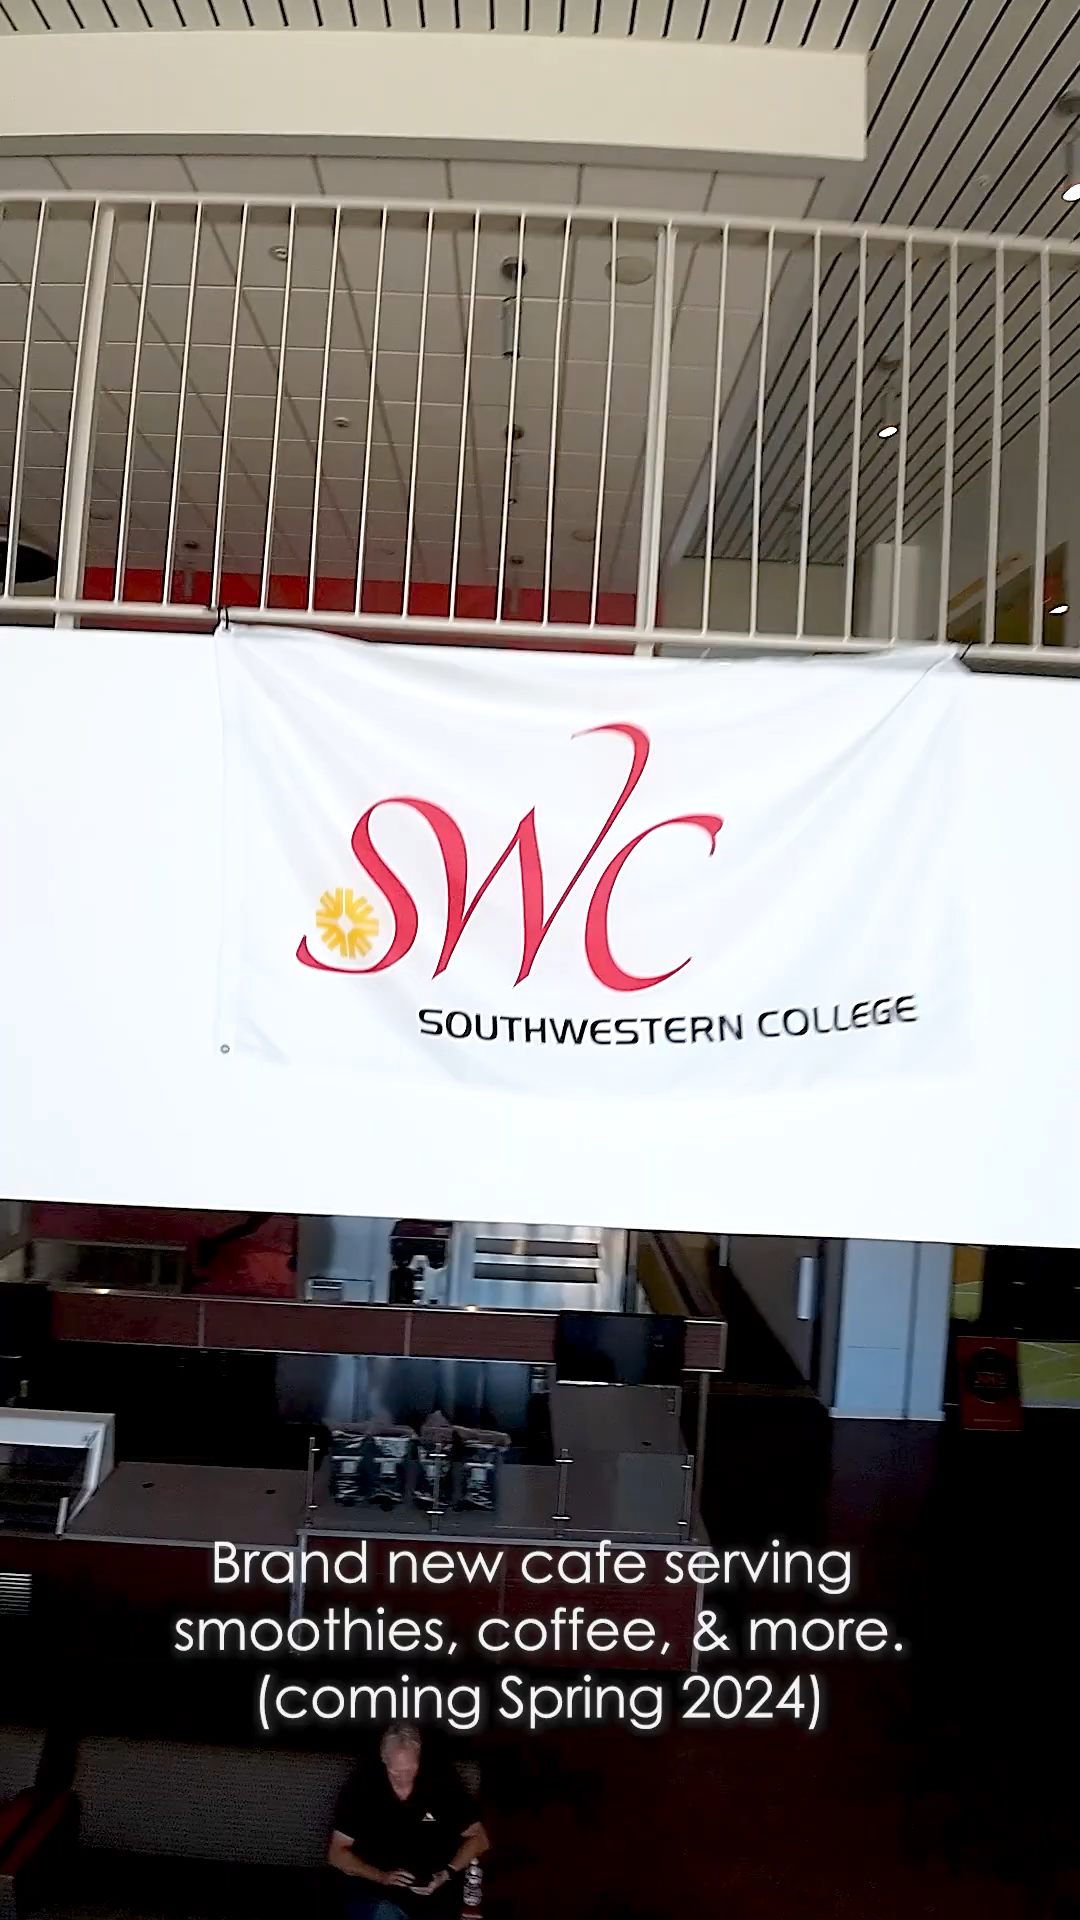 SWC
SOUTHWESTERN COLLEGE
Brand new cafe serving
smoothies, coffee, & more.
(coming Spring 2024)